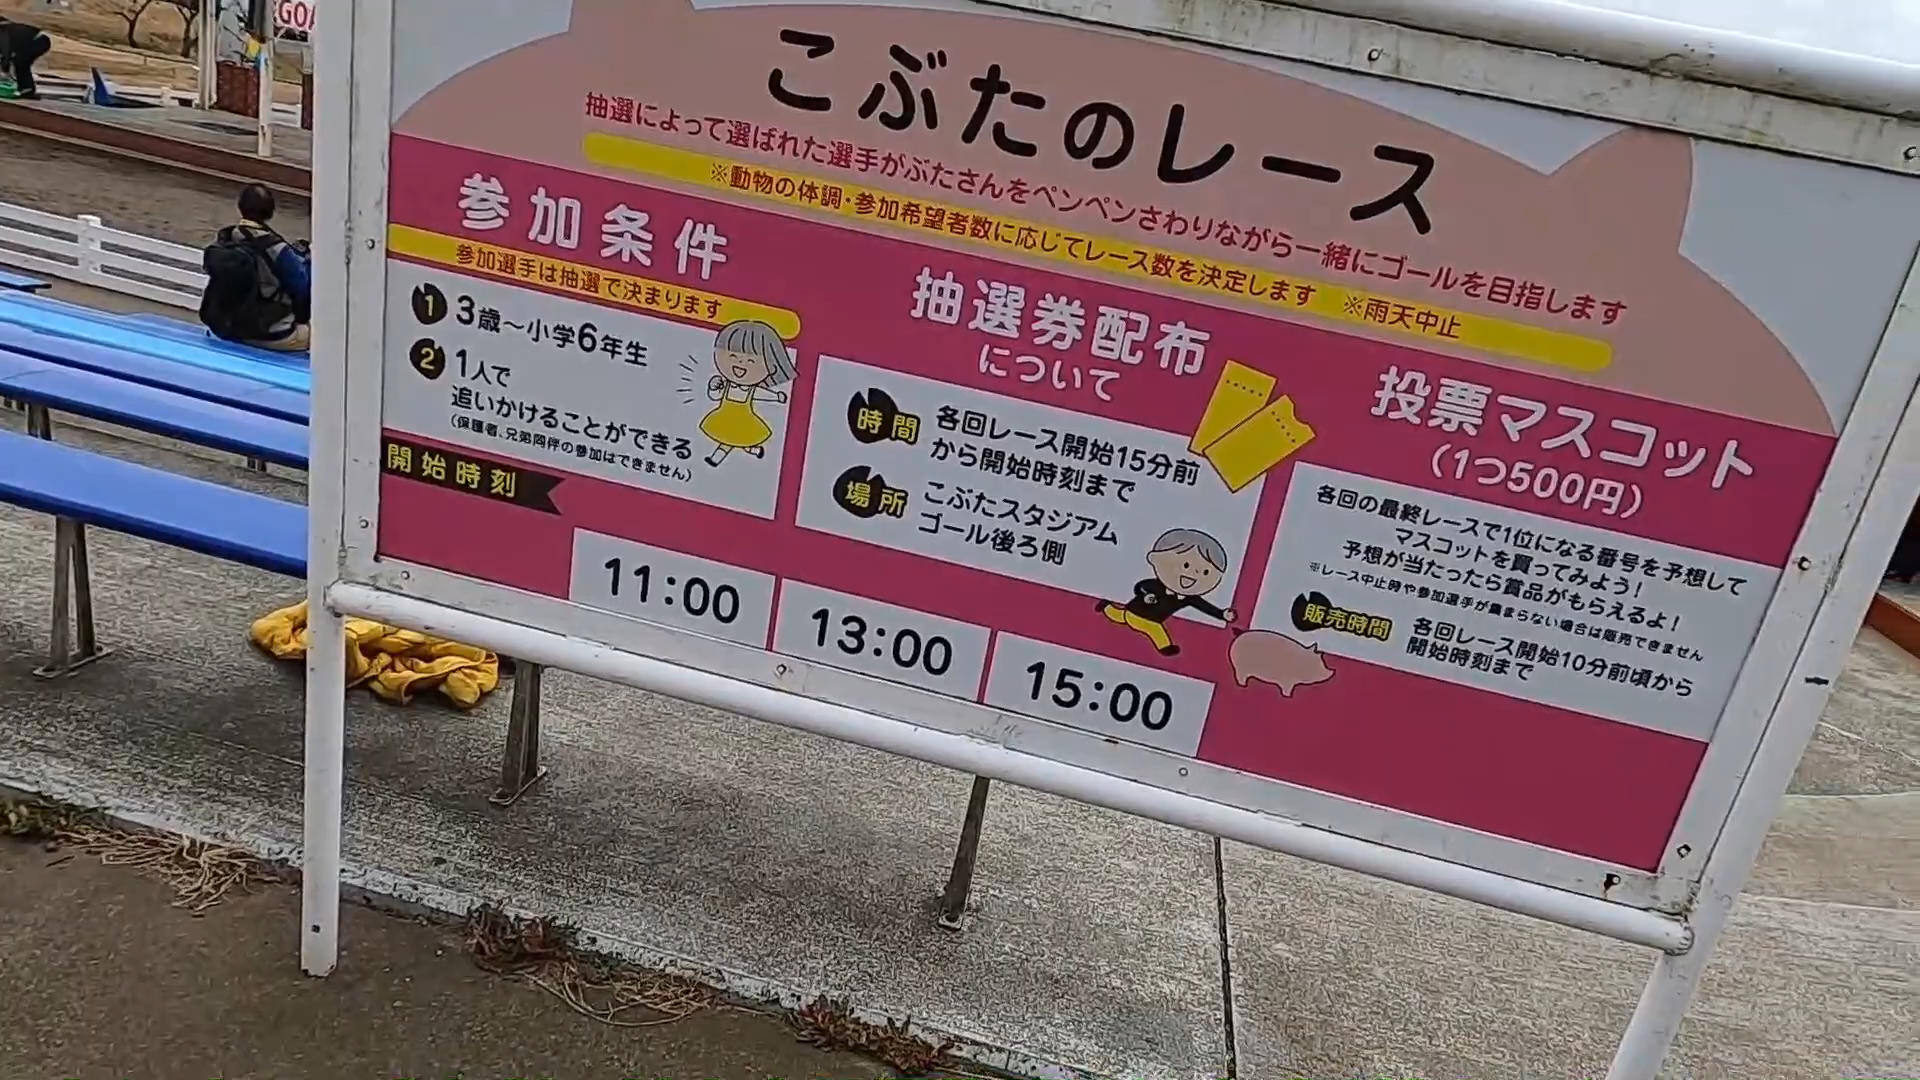 こぶたのレース
抽選によって選ばれた選手がぶたさんをペンペンさわりながら一緒にゴールを目指します
※動物の体調・参加希望者数に応じてレース数を決定します ※雨天中止
参加条件
参加選手は抽選で決まります
1 3歳～小学6年生
2 1人で
追いかけることができる
(保護者、兄弟同伴の参加はできません)
抽選券配布
について
時間 各回レース開始15分前
から開始時刻まで
場所 こぶたスタジアム
ゴール後ろ側
投票マスコット
(1つ500円)
各回の最終レースで1位になる番号を予想して
マスコットを買ってみよう!
予想が当たったら賞品がもらえるよ!
※レース中止時や参加選手が集まらない場合は販売できません
販売時間 各回レース開始10分前頃から
開始時刻まで
開始時刻
11:00
13:00
15:00